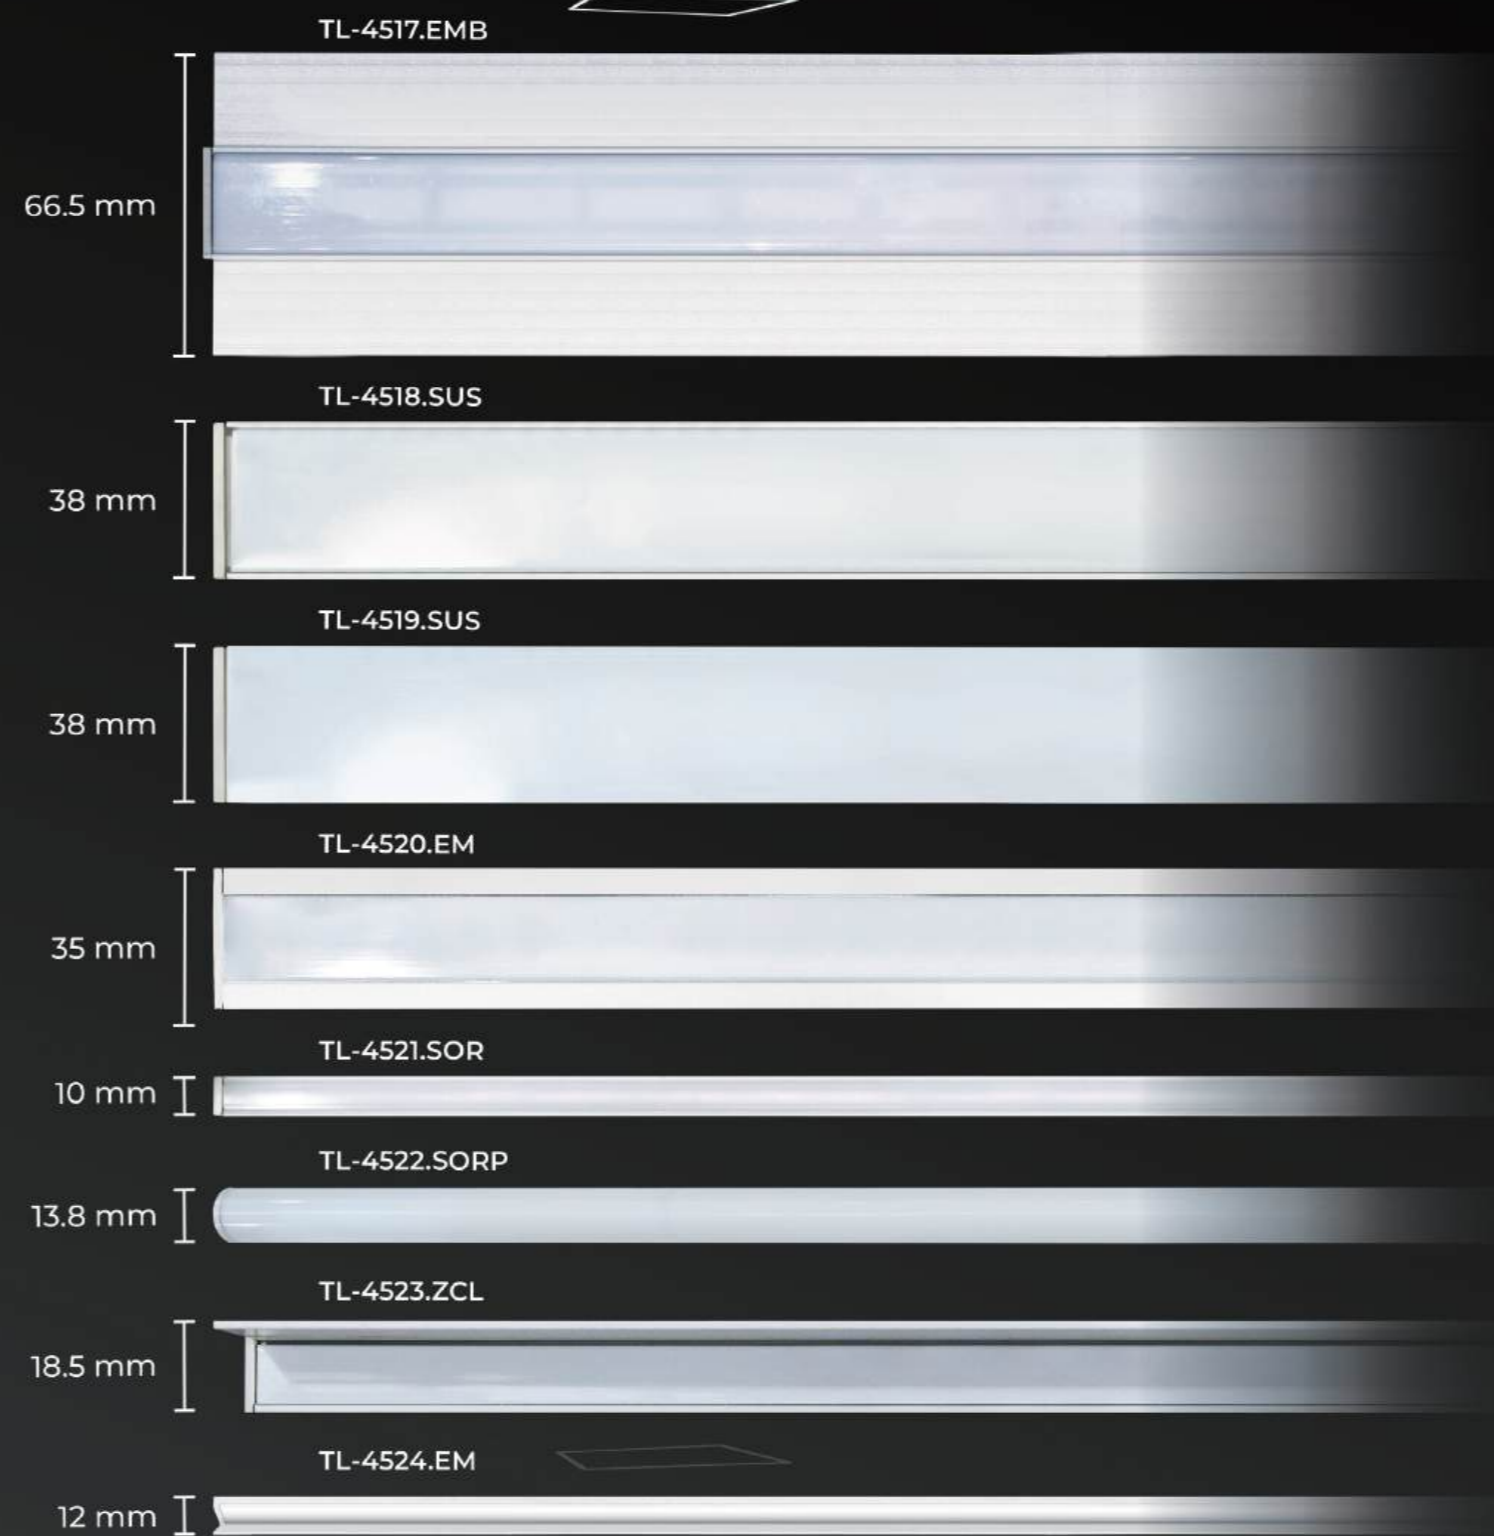 TL-4517.EMB
66.5 mm
TL-4518.SUS
38 mm
TL-4519.SUS
38 mm
TL-4520.EM
35 mm
TL-4521.SOR
10 mm
TL-4522.SORP
13.8 mm
TL-4523.ZCL
18.5 mm
TL-4524.EM
12 mm